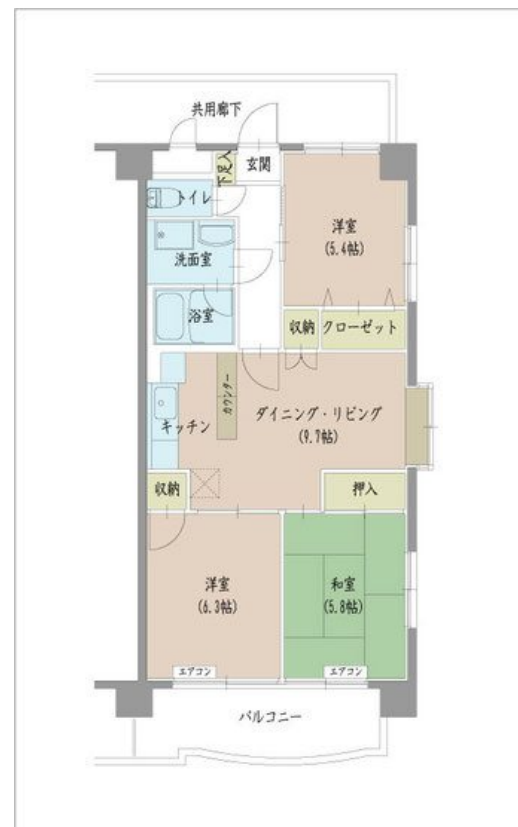 共用廊下
下足入
玄関
トイレ
洋室
(5.4帖)
洗面室
浴室
収納
クローゼット
カウンター
キッチン
ダイニング・リビング
(9.7帖)
収納
押入
洋室
(6.3帖)
和室
(5.8帖)
エアコン
エアコン
バルコニー